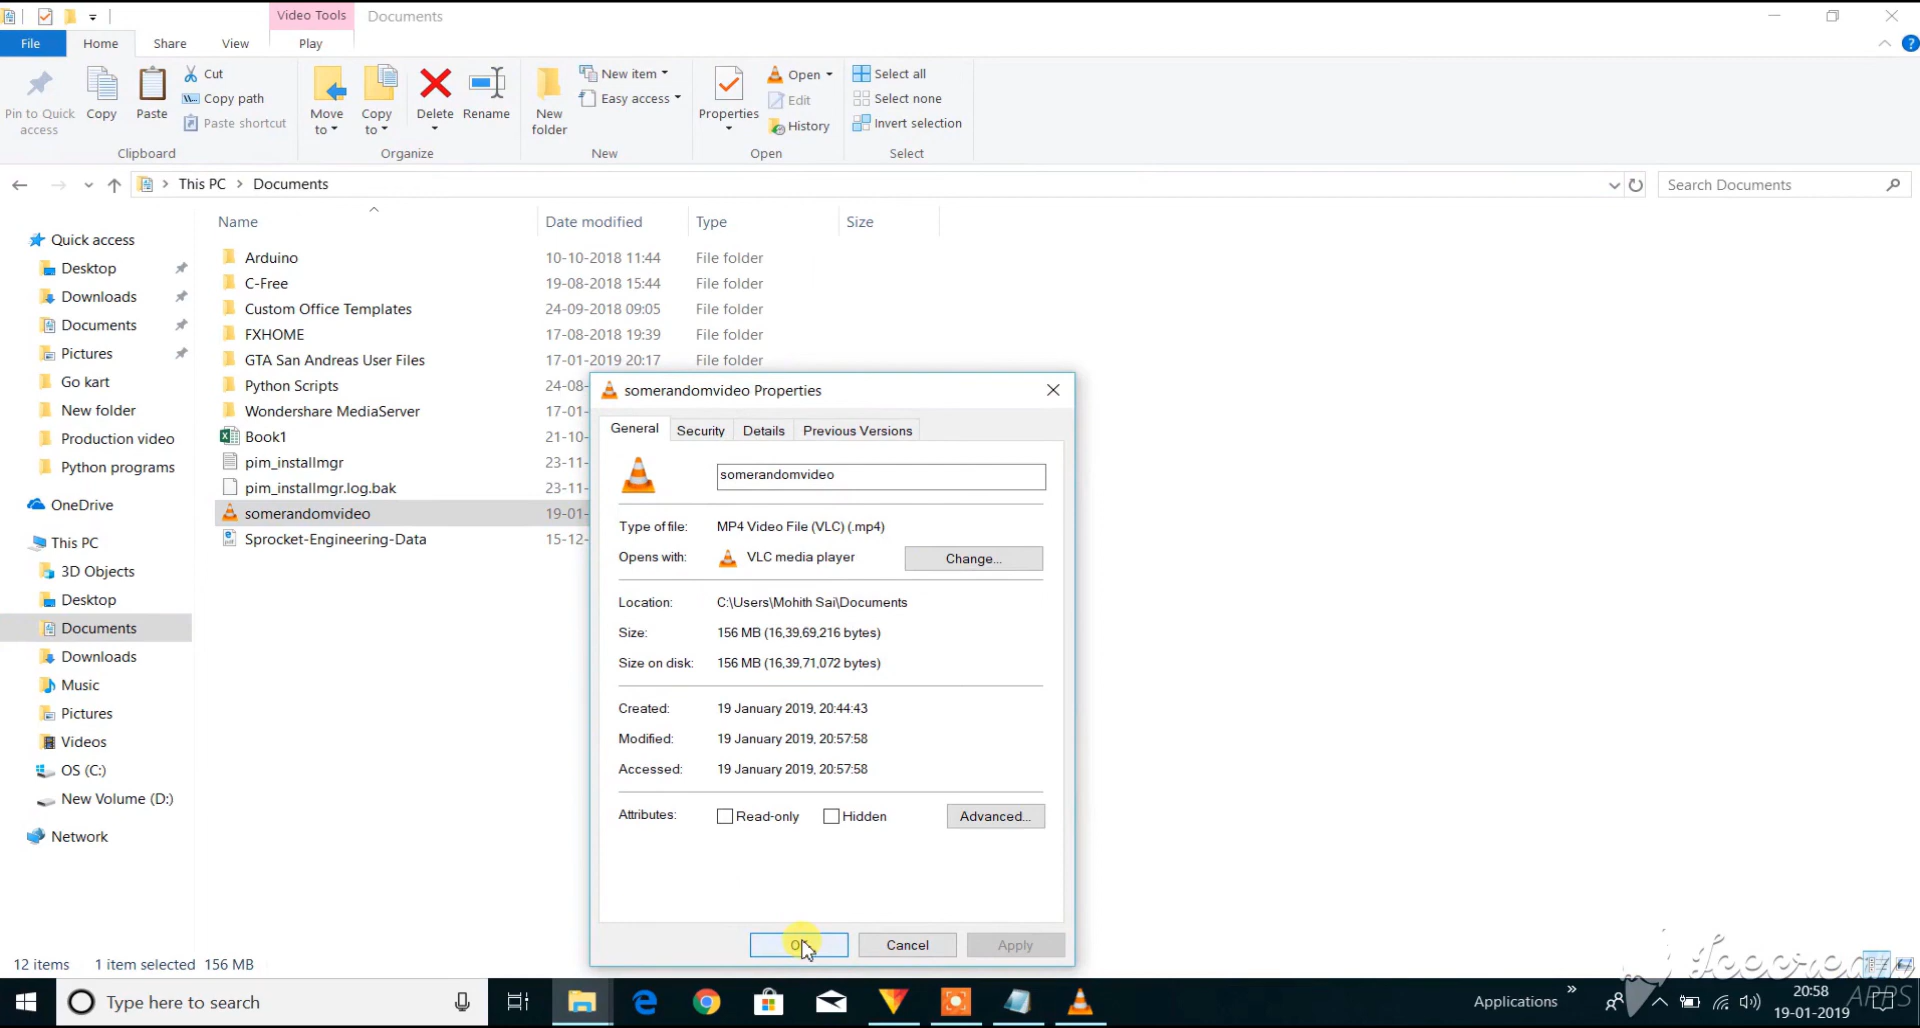 Video Tools
Documents
File
Home
Share
View
Play
Pin to Quick
access
Copy
Paste
Cut
Copy path
Paste shortcut
Clipboard
Move
to
Copy
to
Delete
Rename
Organize
New
folder
New item
Easy access
New
Properties
Open
Edit
History
Open
Select all
Select none
Invert selection
Select
This PC
Documents
Search Documents
Name
Date modified
Type
Size
Quick access
Desktop
Downloads
Documents
Pictures
Go kart
New folder
Production video
Python programs
OneDrive
This PC
3D Objects
Desktop
Documents
Downloads
Music
Pictures
Videos
OS (C:)
New Volume (D:)
Network
Arduino 10-10-2018 11:44 File folder
C-Free 19-08-2018 15:44 File folder
Custom Office Templates 24-09-2018 09:05 File folder
FXHOME 17-08-2018 19:39 File folder
GTA San Andreas User Files 17-01-2019 20:17 File folder
Python Scripts 24-08-
Wondershare MediaServer 17-01-
Book1 21-10-
pim_installmgr 23-11-
pim_installmgr.log.bak 23-11-
somerandomvideo 19-01-
Sprocket-Engineering-Data 15-12-
somerandomvideo Properties
General
Security
Details
Previous Versions
somerandomvideo
Type of file: MP4 Video File (VLC) (.mp4)
Opens with: VLC media player Change...
Location: C:\Users\Mohith Sai\Documents
Size: 156 MB (16,39,69,216 bytes)
Size on disk: 156 MB (16,39,71,072 bytes)
Created: 19 January 2019, 20:44:43
Modified: 19 January 2019, 20:57:58
Accessed: 19 January 2019, 20:57:58
Attributes: Read-only Hidden Advanced...
OK
Cancel
Apply
12 items 1 item selected 156 MB
Icecream
APPS
Type here to search
Applications
20:58
19-01-2019